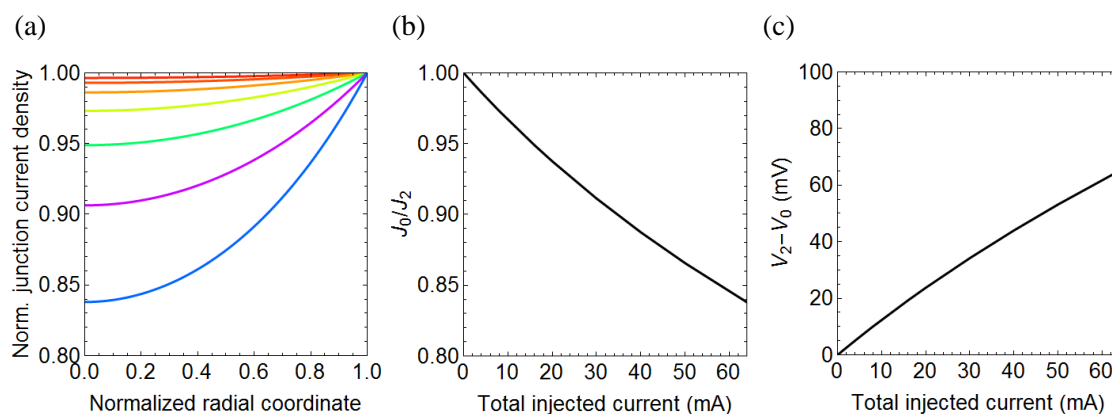 (a)
Norm. junction current density
1.00
0.95
0.90
0.85
0.80
0.0 0.2 0.4 0.6 0.8 1.0
Normalized radial coordinate
(b)
J0/J2
1.00
0.95
0.90
0.85
0.80
0 10 20 30 40 50 60
Total injected current (mA)
(c)
V2−V0 (mV)
100
80
60
40
20
0
0 10 20 30 40 50 60
Total injected current (mA)